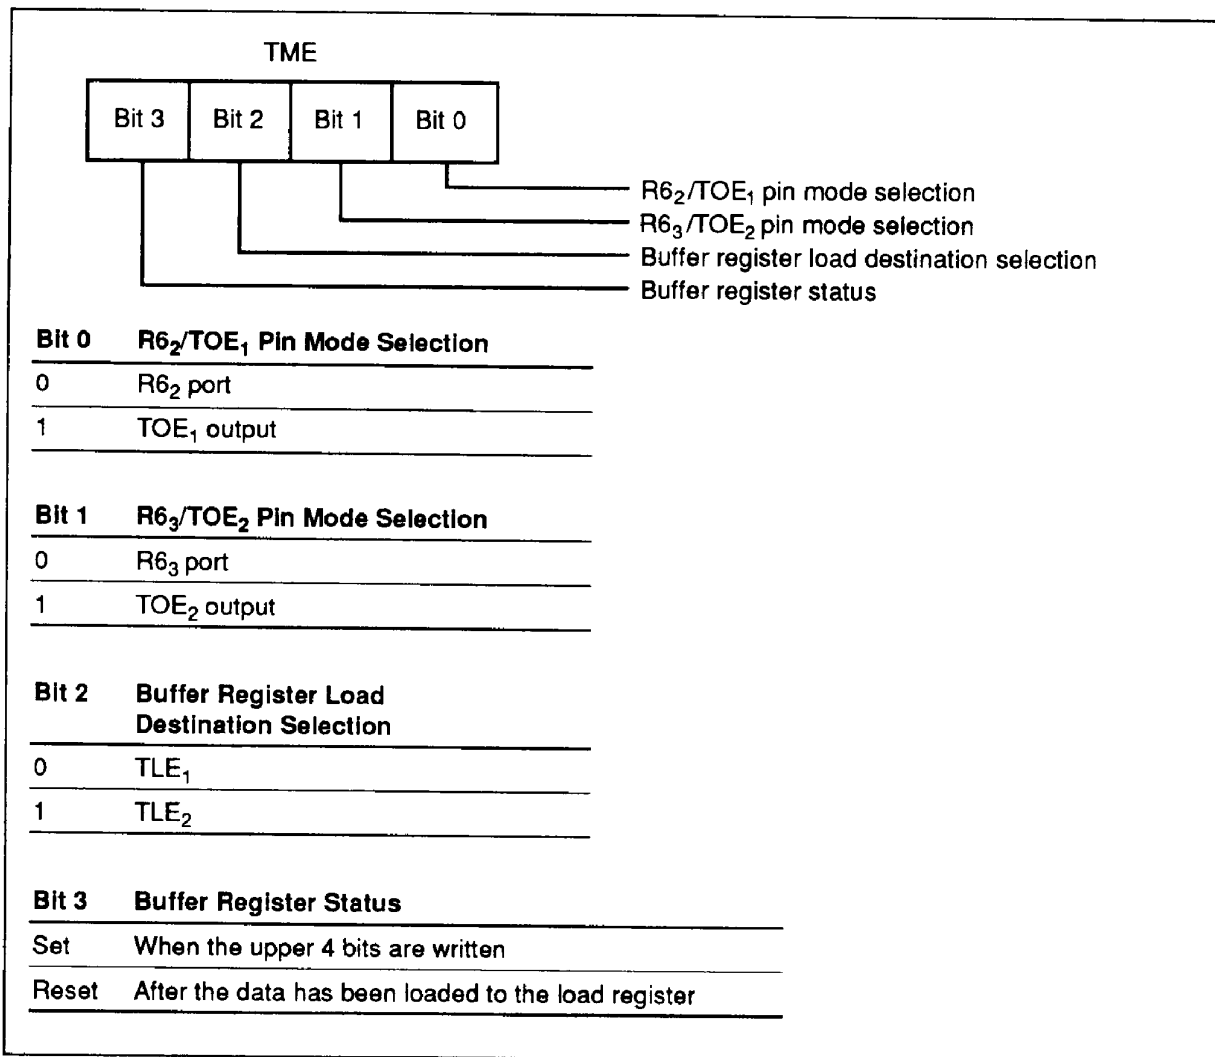 TME
Bit 3 Bit 2 Bit 1 Bit 0
R6₂/TOE₁ pin mode selection
R6₃/TOE₂ pin mode selection
Buffer register load destination selection
Buffer register status
Bit 0 R6₂/TOE₁ Pin Mode Selection
0 R6₂ port
1 TOE₁ output
Bit 1 R6₃/TOE₂ Pin Mode Selection
0 R6₃ port
1 TOE₂ output
Bit 2 Buffer Register Load
Destination Selection
0 TLE₁
1 TLE₂
Bit 3 Buffer Register Status
Set When the upper 4 bits are written
Reset After the data has been loaded to the load register